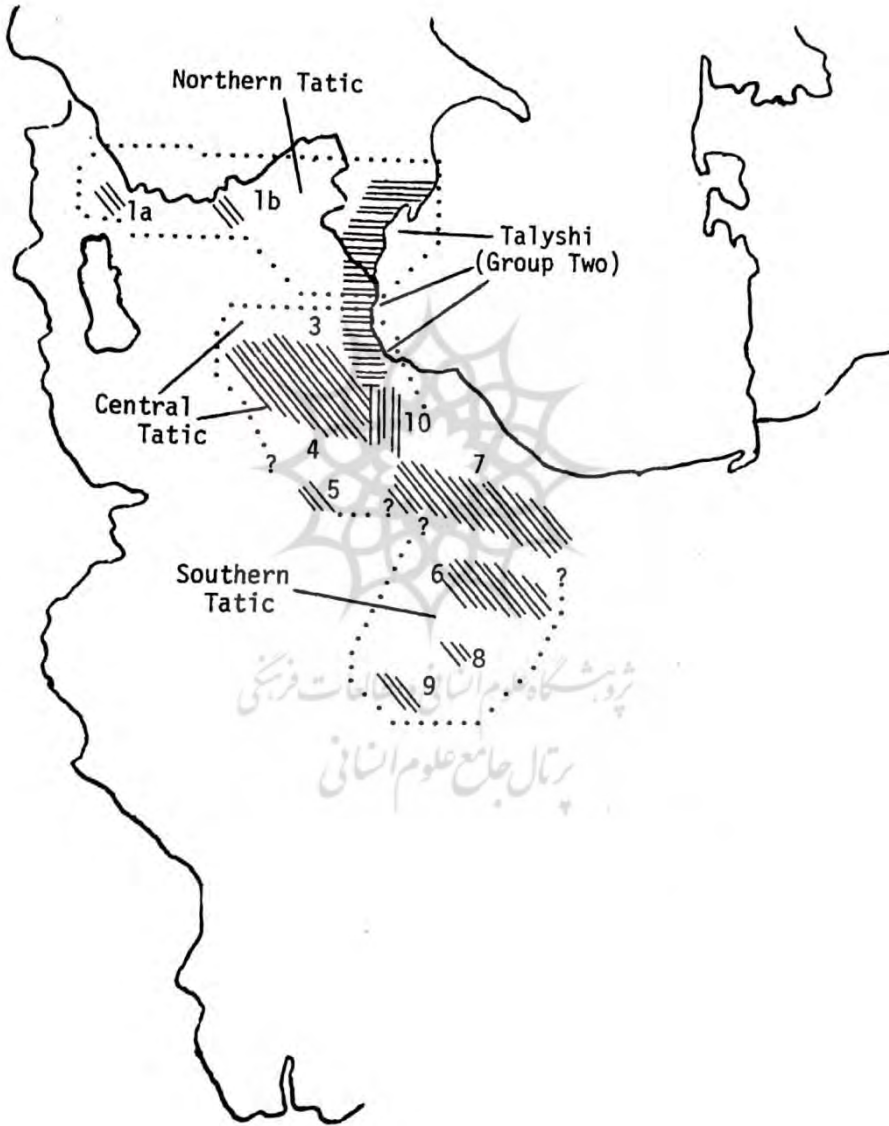 Northern Tatic
1a
1b
Talyshi
(Group Two)
3
Central
Tatic
10
4
?
5
7
?
?
Southern
Tatic
6
?
8
9
پژوهشگاه علوم انسانی و مطالعات فرهنگی
پرتال جامع علوم انسانی